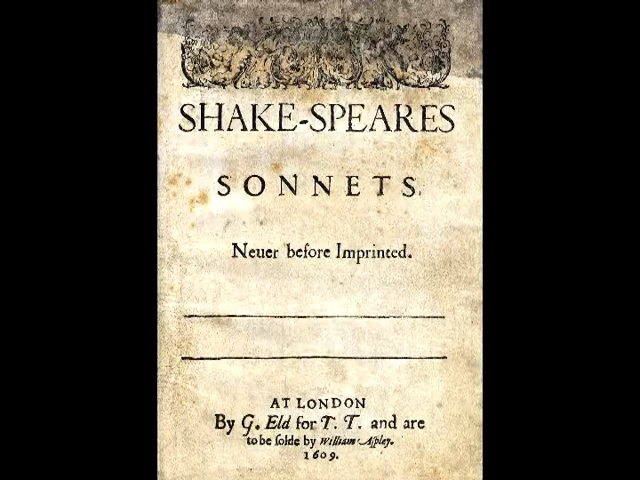 SHAKE-SPEARES
SONNETS.
Neuer before Imprinted.
AT LONDON
By G. Eld for T. T. and are
to be ſolde by William Aſpley.
1609.